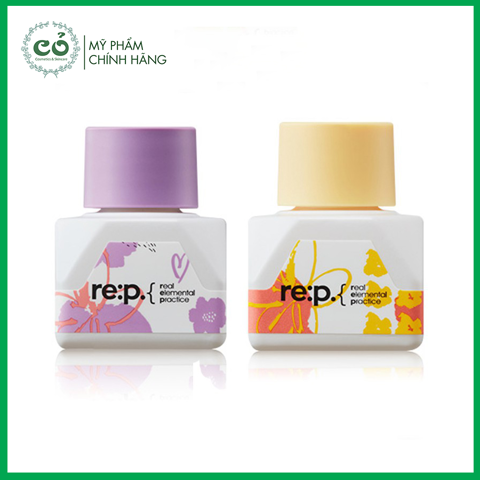 CỎ
Cosmetics & Skincare
MỸ PHẨM
CHÍNH HÃNG
re:p.{ real
elemental
practice
re:p.{ real
elemental
practice